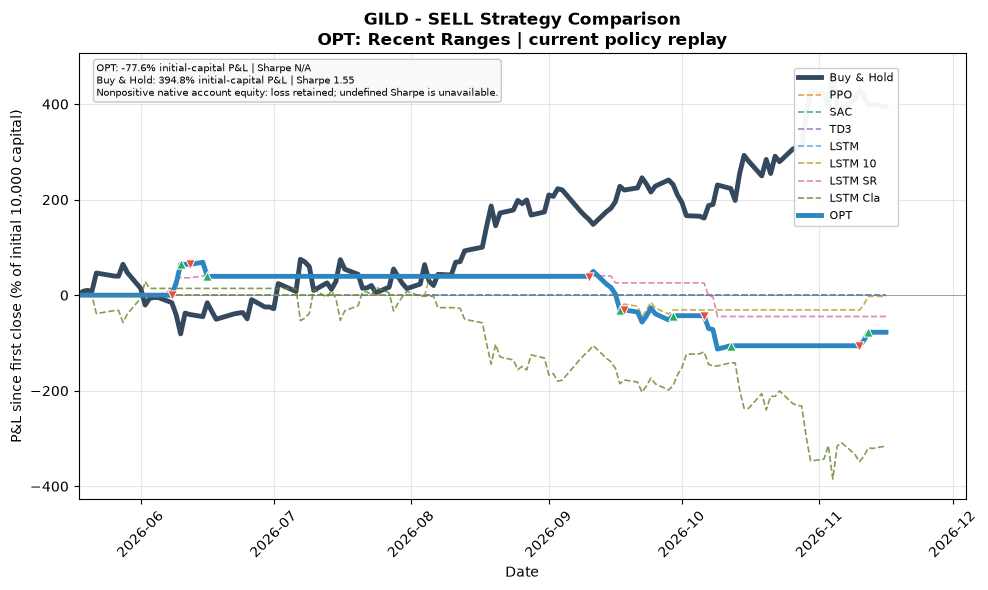 GILD - SELL Strategy Comparison
OPT: Recent Ranges | current policy replay
OPT: -77.6% initial-capital P&L | Sharpe N/A
Buy & Hold: 394.8% initial-capital P&L | Sharpe 1.55
Nonpositive native account equity: loss retained; undefined Sharpe is unavailable.
Buy & Hold
PPO
SAC
TD3
LSTM
LSTM 10
LSTM SR
LSTM Cla
OPT
P&L since first close (% of initial 10,000 capital)
400
200
0
−200
−400
2026-06
2026-07
2026-08
2026-09
2026-10
2026-11
2026-12
Date